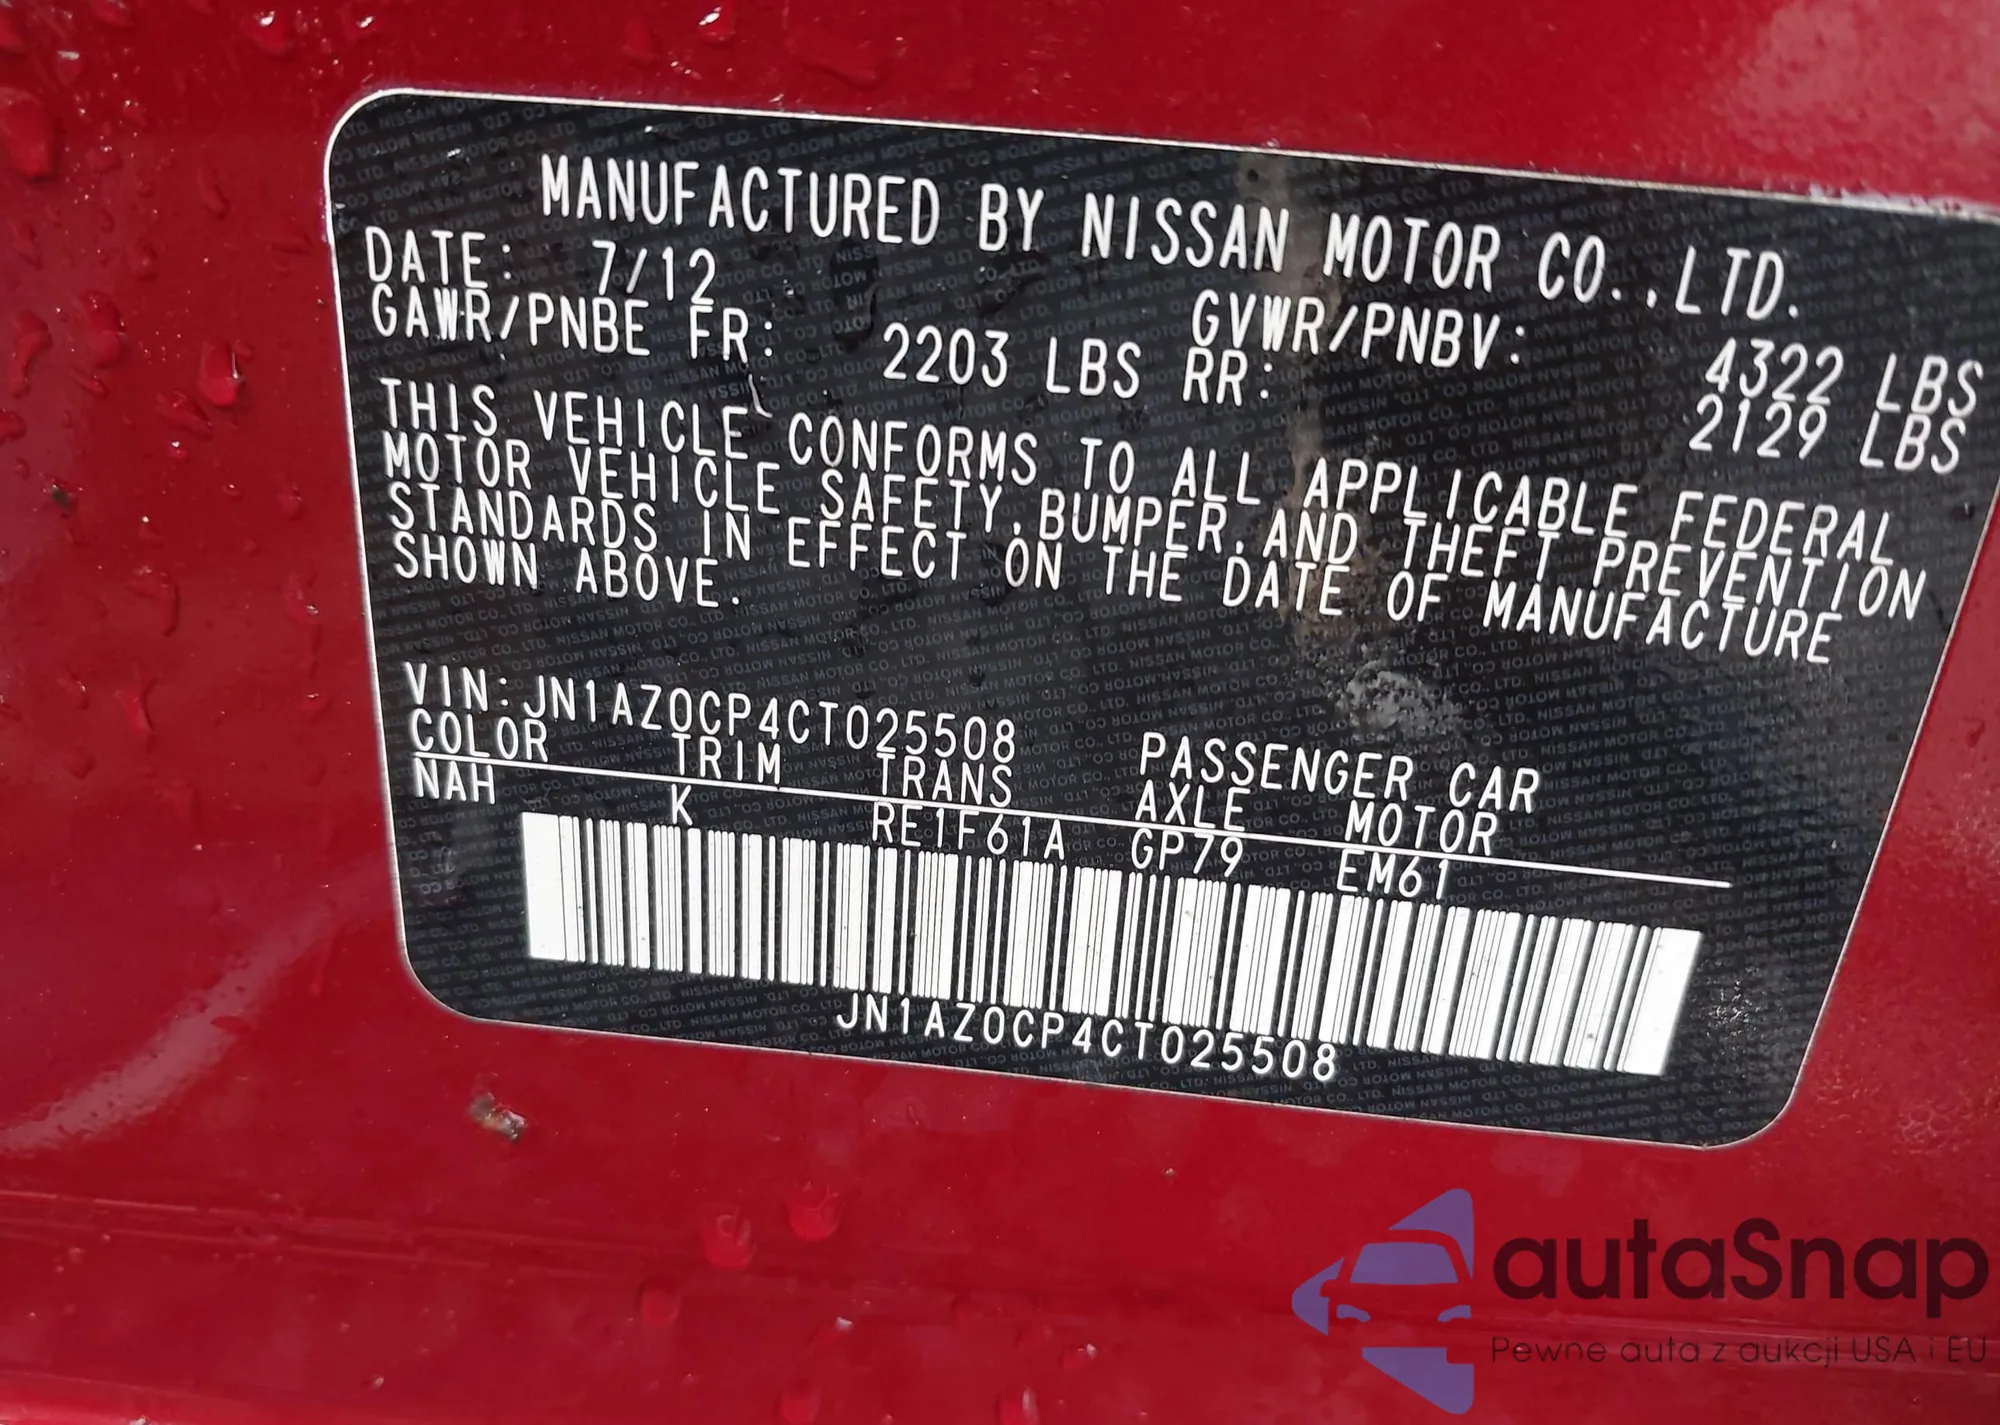 MANUFACTURED BY NISSAN MOTOR CO.,LTD.
DATE: 7/12 GVWR/PNBV: 4322 LBS
GAWR/PNBE FR: 2203 LBS RR: 2129 LBS
THIS VEHICLE CONFORMS TO ALL APPLICABLE FEDERAL
MOTOR VEHICLE SAFETY,BUMPER,AND THEFT PREVENTION
STANDARDS IN EFFECT ON THE DATE OF MANUFACTURE
SHOWN ABOVE.
VIN:JN1AZ0CP4CT025508 PASSENGER CAR
COLOR TRIM TRANS AXLE MOTOR
NAH K RE1F61A GP79 EM61
JN1AZ0CP4CT025508
autaSnap
Pewne auta z aukcji USA i EU